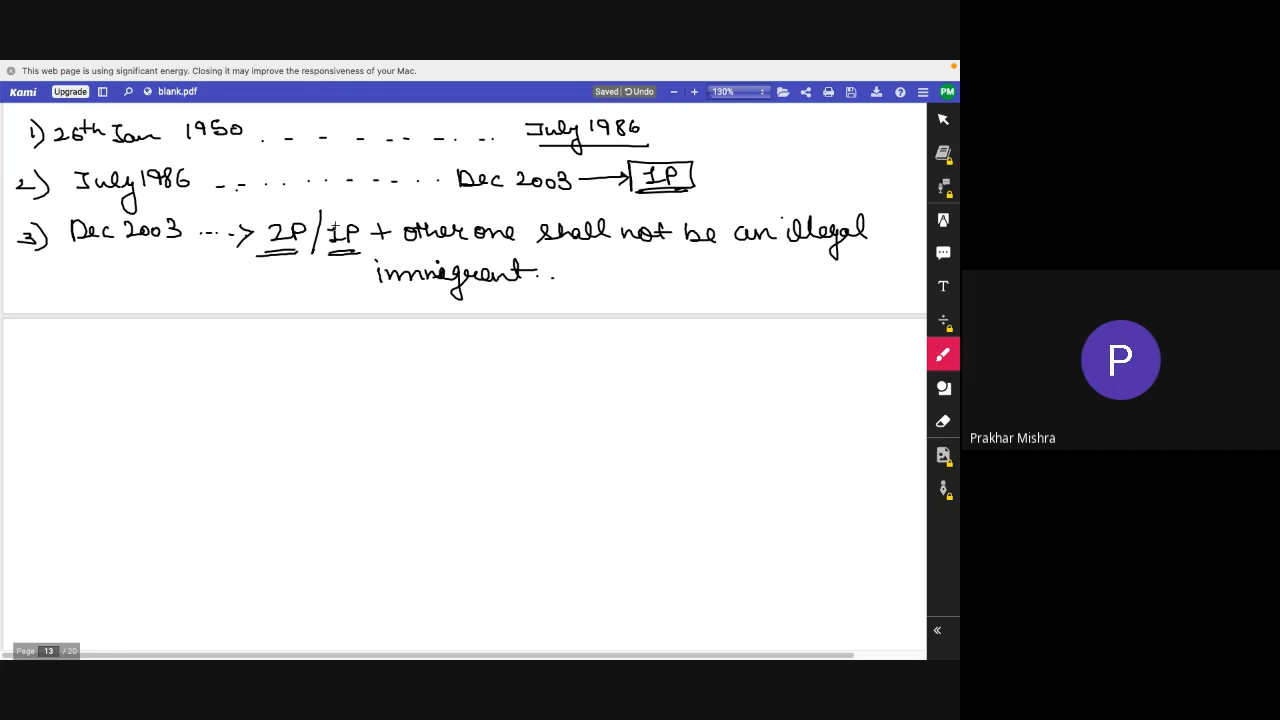 This web page is using significant energy. Closing it may improve the responsiveness of your Mac.
Kami Upgrade blank.pdf Saved Undo 130% PM
1) 26th Jan 1950 . - - - - - . - .. July 1986
2) July 1986 - - . . . . . - - - . . Dec 2003 → 1P
3) Dec 2003 ---> 2P / 1P + other one shall not be an illegal
immigrant..
P
Prakhar Mishra
Page 13 / 20